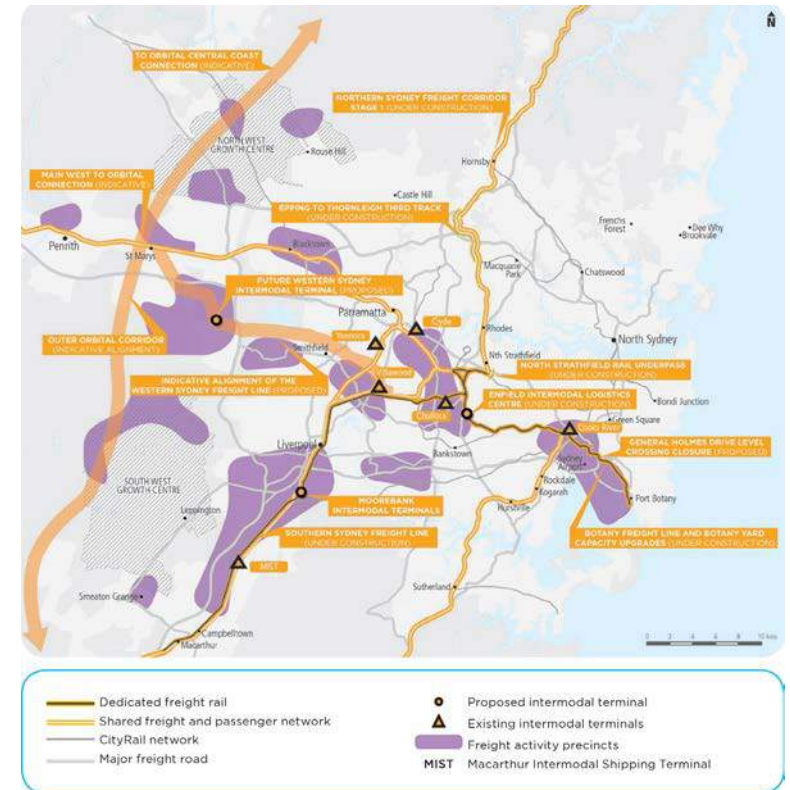 N
TO ORBITAL CENTRAL COAST
CONNECTION (INDICATIVE)
NORTHERN SYDNEY FREIGHT CORRIDOR
STAGE 1 (UNDER CONSTRUCTION)
NORTH WEST
GROWTH CENTRE
Rouse Hill
Hornsby
MAIN WEST TO ORBITAL
CONNECTION (INDICATIVE)
Castle Hill
EPPING TO THORNLEIGH THIRD TRACK
(UNDER CONSTRUCTION)
Frenchs
Forest
Dee Why
Brookvale
Penrith
St Marys
Blacktown
Macquarie
Park
Chatswood
FUTURE WESTERN SYDNEY
INTERMODAL TERMINAL (PROPOSED)
Parramatta
Clyde
Rhodes
North Sydney
OUTER ORBITAL CORRIDOR
(INDICATIVE ALIGNMENT)
Yennora
Smithfield
Nth Strathfield
Villawood
NORTH STRATHFIELD RAIL UNDERPASS
(UNDER CONSTRUCTION)
INDICATIVE ALIGNMENT OF THE
WESTERN SYDNEY FREIGHT LINE (PROPOSED)
ENFIELD INTERMODAL LOGISTICS
CENTRE (UNDER CONSTRUCTION)
Bondi Junction
Chullora
Green Square
Cooks River
Liverpool
Bankstown
GENERAL HOLMES DRIVE LEVEL
CROSSING CLOSURE (PROPOSED)
SOUTH WEST
GROWTH CENTRE
Sydney
Airport
Rockdale
Kogarah
Port Botany
Leppington
MOOREBANK
INTERMODAL TERMINALS
Hurstville
SOUTHERN SYDNEY FREIGHT LINE
(UNDER CONSTRUCTION)
BOTANY FREIGHT LINE AND BOTANY YARD
CAPACITY UPGRADES (UNDER CONSTRUCTION)
MIST
Sutherland
Smeaton Grange
Campbelltown
Macarthur
0 2 4 6 8 10 kms
Dedicated freight rail
Shared freight and passenger network
CityRail network
Major freight road
Proposed intermodal terminal
Existing intermodal terminals
Freight activity precincts
MIST Macarthur Intermodal Shipping Terminal